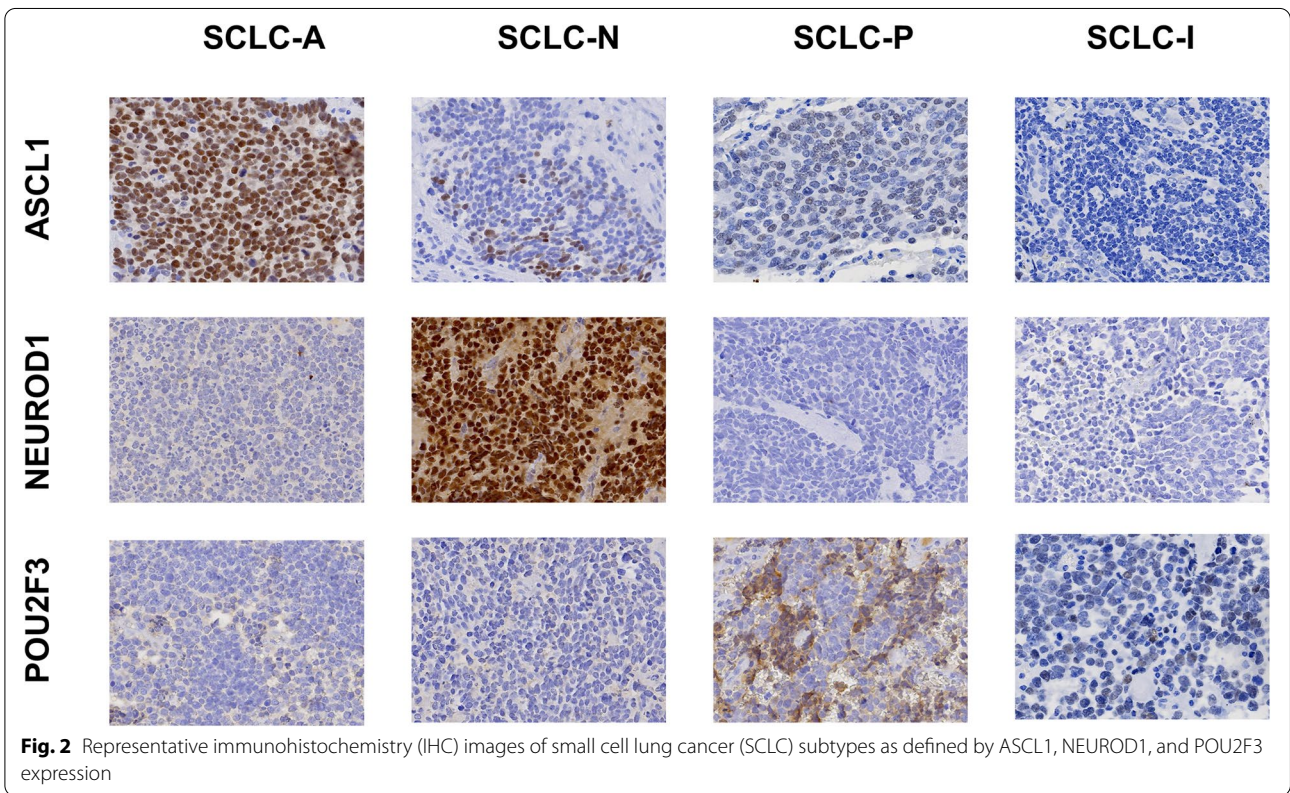 SCLC-A SCLC-N SCLC-P SCLC-I
ASCL1
NEUROD1
POU2F3
Fig. 2 Representative immunohistochemistry (IHC) images of small cell lung cancer (SCLC) subtypes as defined by ASCL1, NEUROD1, and POU2F3
expression